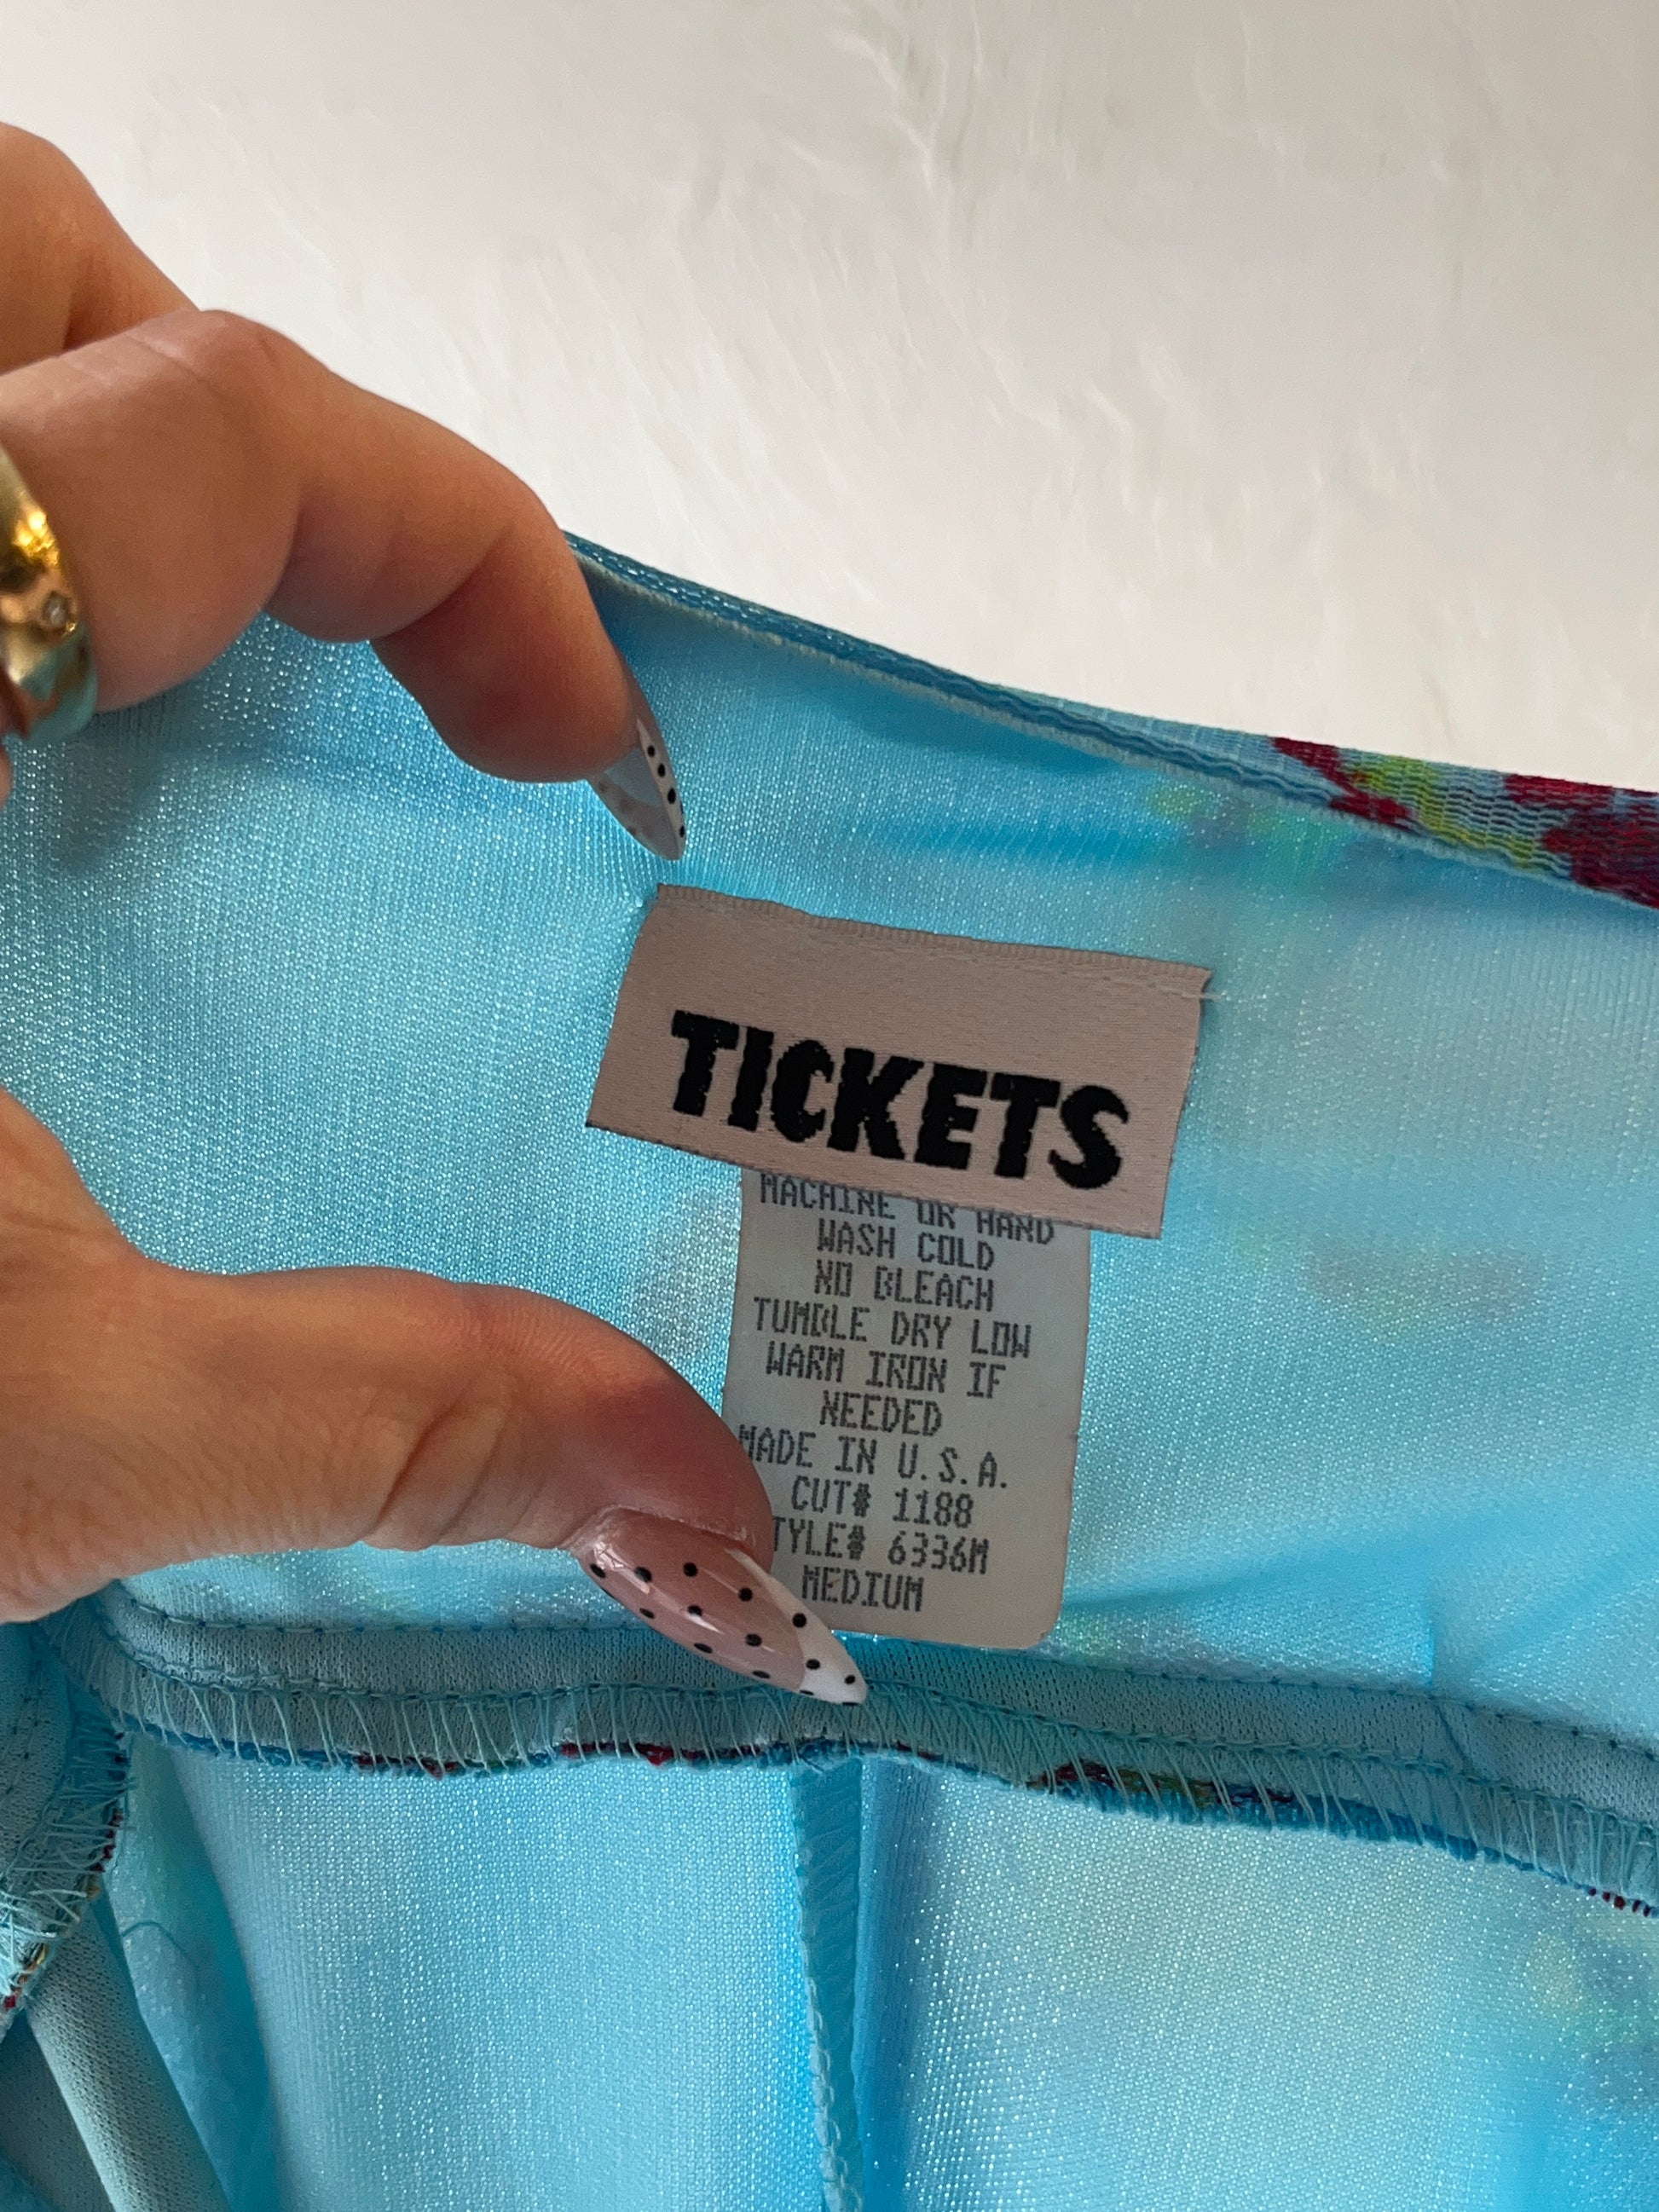 TICKETS
MACHINE OR HAND
WASH COLD
NO BLEACH
TUMBLE DRY LOW
WARM IRON IF
NEEDED
MADE IN U.S.A.
CUT# 1188
TYLE# 6336M
MEDIUM